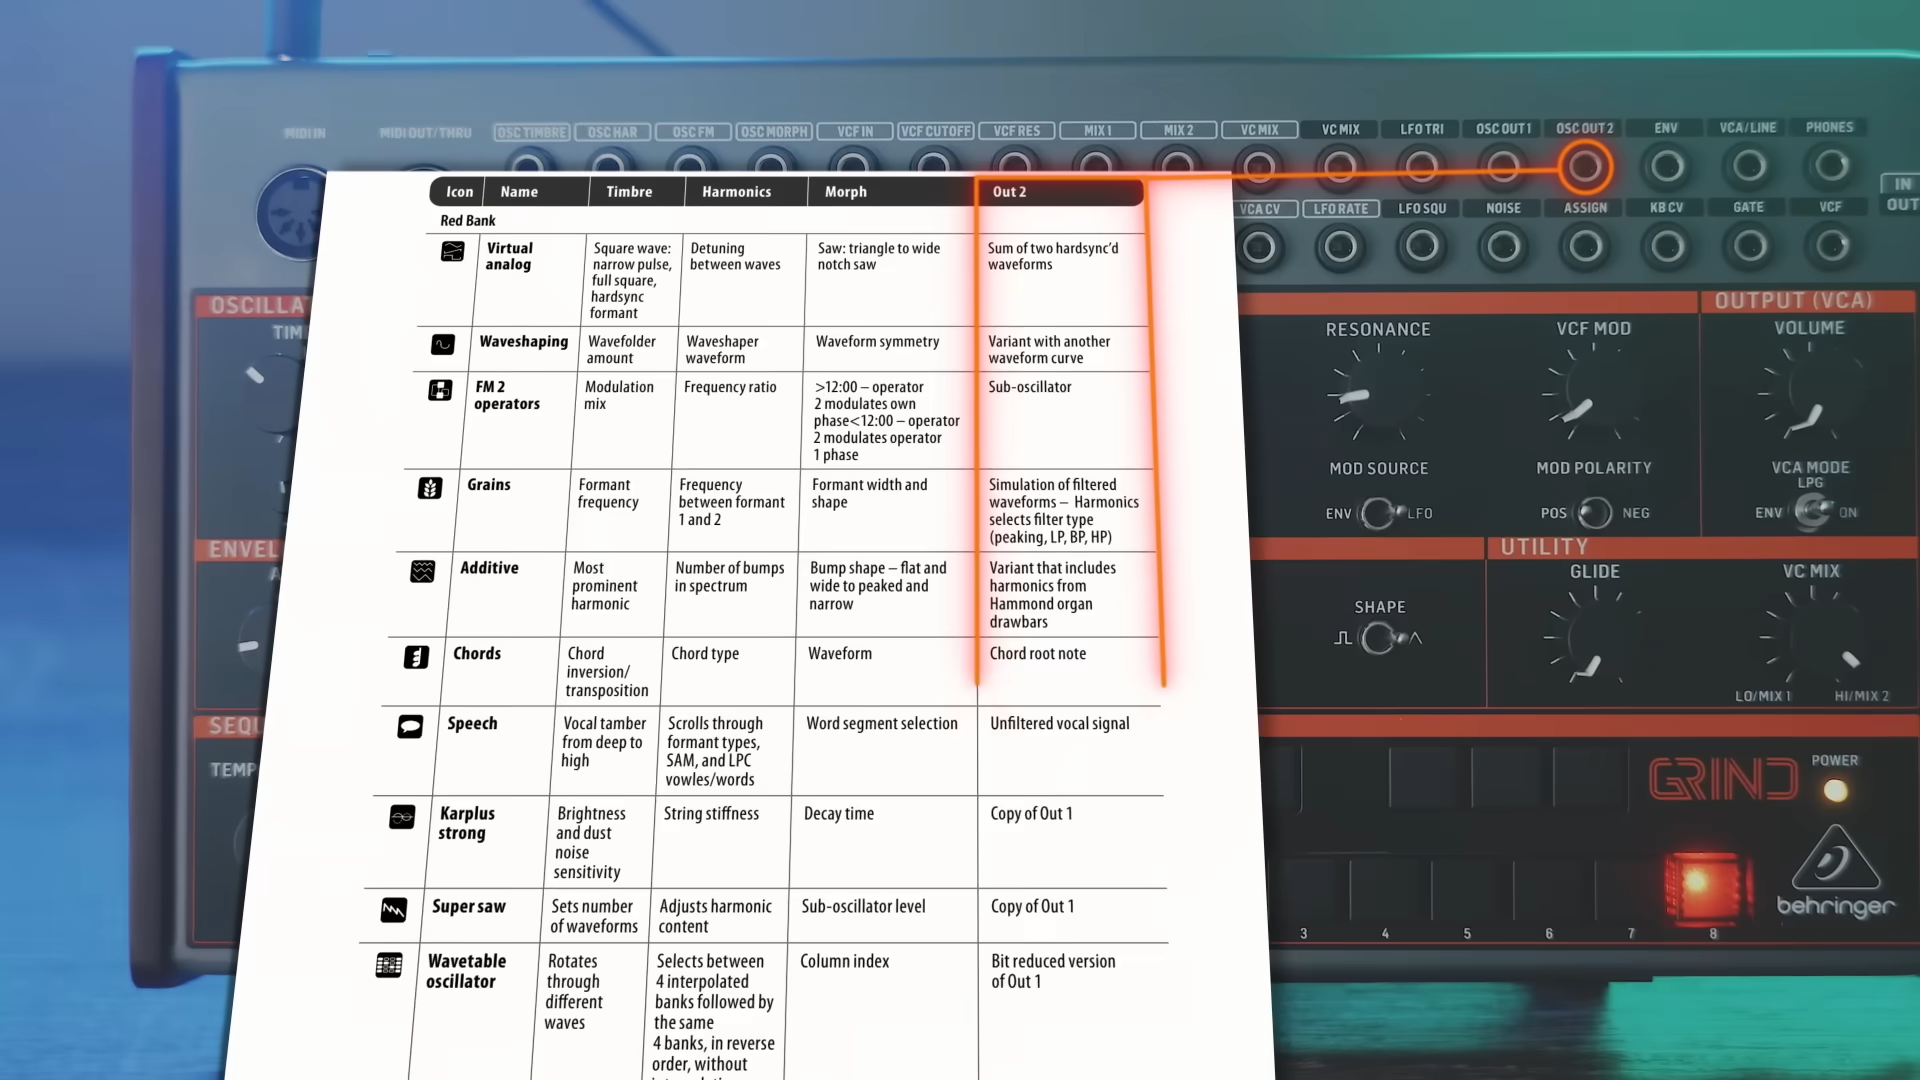 MIDI IN
MIDI OUT/THRU
OSC TIMBRE
OSC HAR
OSC FM
OSC MORPH
VCF IN
VCF CUTOFF
VCF RES
MIX 1
MIX 2
VC MIX
VC MIX
LFO TRI
OSC OUT 1
OSC OUT 2
ENV
VCA/LINE
PHONES
IN
OUT
VCA CV
LFO RATE
LFO SQU
NOISE
ASSIGN
KB CV
GATE
VCF
Icon
Name
Timbre
Harmonics
Morph
Out 2
Red Bank
Virtual
analog
Square wave:
narrow pulse,
full square,
hardsync
formant
Detuning
between waves
Saw: triangle to wide
notch saw
Sum of two hardsync'd
waveforms
Waveshaping
Wavefolder
amount
Waveshaper
waveform
Waveform symmetry
Variant with another
waveform curve
FM 2
operators
Modulation
mix
Frequency ratio
>12:00 – operator
2 modulates own
phase<12:00 – operator
2 modulates operator
1 phase
Sub-oscillator
Grains
Formant
frequency
Frequency
between formant
1 and 2
Formant width and
shape
Simulation of filtered
waveforms – Harmonics
selects filter type
(peaking, LP, BP, HP)
Additive
Most
prominent
harmonic
Number of bumps
in spectrum
Bump shape – flat and
wide to peaked and
narrow
Variant that includes
harmonics from
Hammond organ
drawbars
Chords
Chord
inversion/
transposition
Chord type
Waveform
Chord root note
Speech
Vocal tamber
from deep to
high
Scrolls through
formant types,
SAM, and LPC
vowles/words
Word segment selection
Unfiltered vocal signal
Karplus
strong
Brightness
and dust
noise
sensitivity
String stiffness
Decay time
Copy of Out 1
Super saw
Sets number
of waveforms
Adjusts harmonic
content
Sub-oscillator level
Copy of Out 1
Wavetable
oscillator
Rotates
through
different
waves
Selects between
4 interpolated
banks followed by
the same
4 banks, in reverse
order, without
Column index
Bit reduced version
of Out 1
OSCILLA
TIM
ENVEL
A
SEQU
TEMP
OUTPUT (VCA)
RESONANCE
VCF MOD
VOLUME
MOD SOURCE
MOD POLARITY
VCA MODE
LPG
ENV
LFO
POS
NEG
ENV
ON
UTILITY
GLIDE
VC MIX
SHAPE
LO/MIX 1
HI/MIX 2
GRIND
POWER
behringer
3
4
5
6
7
8